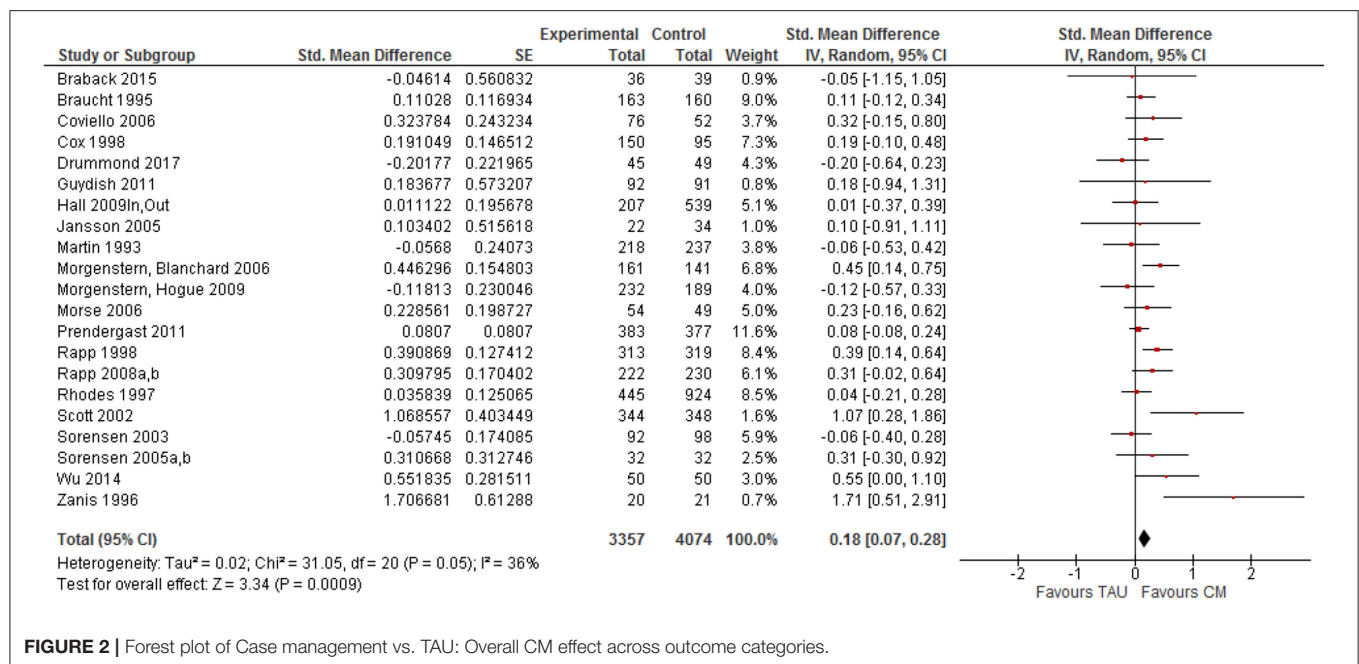 Experimental Control Std. Mean Difference Std. Mean Difference
Study or Subgroup Std. Mean Difference SE Total Total Weight IV, Random, 95% CI IV, Random, 95% CI
Braback 2015 -0.04614 0.560832 36 39 0.9% -0.05 [-1.15, 1.05]
Braucht 1995 0.11028 0.116934 163 160 9.0% 0.11 [-0.12, 0.34]
Coviello 2006 0.323784 0.243234 76 52 3.7% 0.32 [-0.15, 0.80]
Cox 1998 0.191049 0.146512 150 95 7.3% 0.19 [-0.10, 0.48]
Drummond 2017 -0.20177 0.221965 45 49 4.3% -0.20 [-0.64, 0.23]
Guydish 2011 0.183677 0.573207 92 91 0.8% 0.18 [-0.94, 1.31]
Hall 2009In,Out 0.011122 0.195678 207 539 5.1% 0.01 [-0.37, 0.39]
Jansson 2005 0.103402 0.515618 22 34 1.0% 0.10 [-0.91, 1.11]
Martin 1993 -0.0568 0.24073 218 237 3.8% -0.06 [-0.53, 0.42]
Morgenstern, Blanchard 2006 0.446296 0.154803 161 141 6.8% 0.45 [0.14, 0.75]
Morgenstern, Hogue 2009 -0.11813 0.230046 232 189 4.0% -0.12 [-0.57, 0.33]
Morse 2006 0.228561 0.198727 54 49 5.0% 0.23 [-0.16, 0.62]
Prendergast 2011 0.0807 0.0807 383 377 11.6% 0.08 [-0.08, 0.24]
Rapp 1998 0.390869 0.127412 313 319 8.4% 0.39 [0.14, 0.64]
Rapp 2008a,b 0.309795 0.170402 222 230 6.1% 0.31 [-0.02, 0.64]
Rhodes 1997 0.035839 0.125065 445 924 8.5% 0.04 [-0.21, 0.28]
Scott 2002 1.068557 0.403449 344 348 1.6% 1.07 [0.28, 1.86]
Sorensen 2003 -0.05745 0.174085 92 98 5.9% -0.06 [-0.40, 0.28]
Sorensen 2005a,b 0.310668 0.312746 32 32 2.5% 0.31 [-0.30, 0.92]
Wu 2014 0.551835 0.281511 50 50 3.0% 0.55 [0.00, 1.10]
Zanis 1996 1.706681 0.61288 20 21 0.7% 1.71 [0.51, 2.91]
Total (95% CI) 3357 4074 100.0% 0.18 [0.07, 0.28]
Heterogeneity: Tau² = 0.02; Chi² = 31.05, df = 20 (P = 0.05); I² = 36%
Test for overall effect: Z = 3.34 (P = 0.0009)
-2 -1 0 1 2
Favours TAU Favours CM
FIGURE 2 | Forest plot of Case management vs. TAU: Overall CM effect across outcome categories.